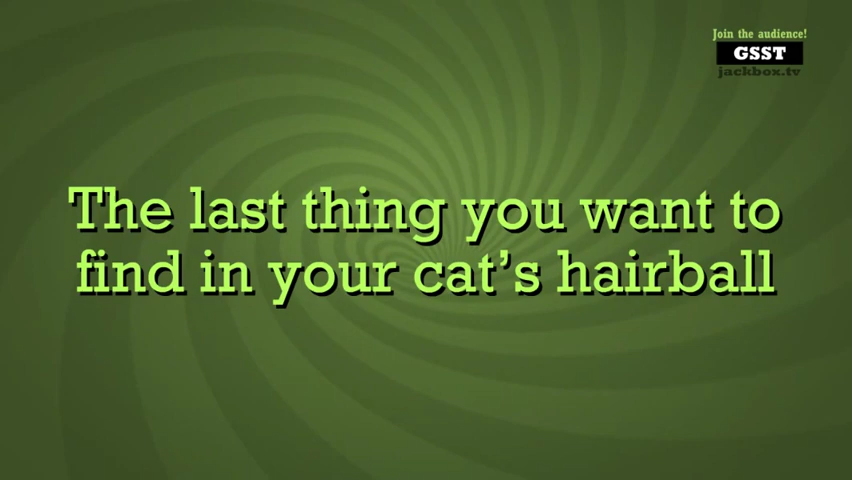 Join the audience!
GSST
jackbox.tv
The last thing you want to
find in your cat's hairball